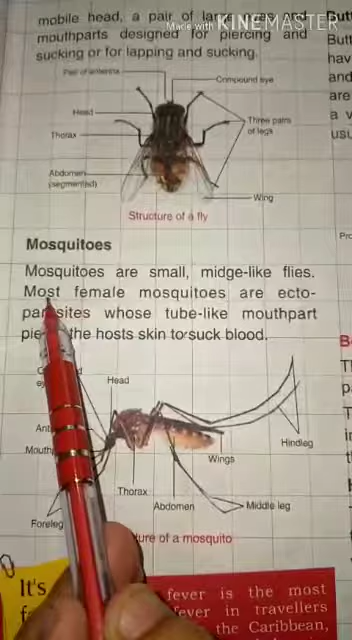 mobile head, a pair of large eyes and
mouthparts designed for piercing and
sucking or for lapping and sucking.
Made with KINEMASTER
Pair of antenna
Compound eye
Head
Three pairs
of legs
Thorax
Abdomen
(segmented)
Wing
Structure of a fly
Mosquitoes
Mosquitoes are small, midge-like flies.
Most female mosquitoes are ecto-
parasites whose tube-like mouthpart
the hosts skin to suck blood.
Head
Hindleg
Wings
Thorax
Abdomen
Middle leg
Foreleg
of a mosquito
It's
fever is the most
fever in travellers
the Caribbean,